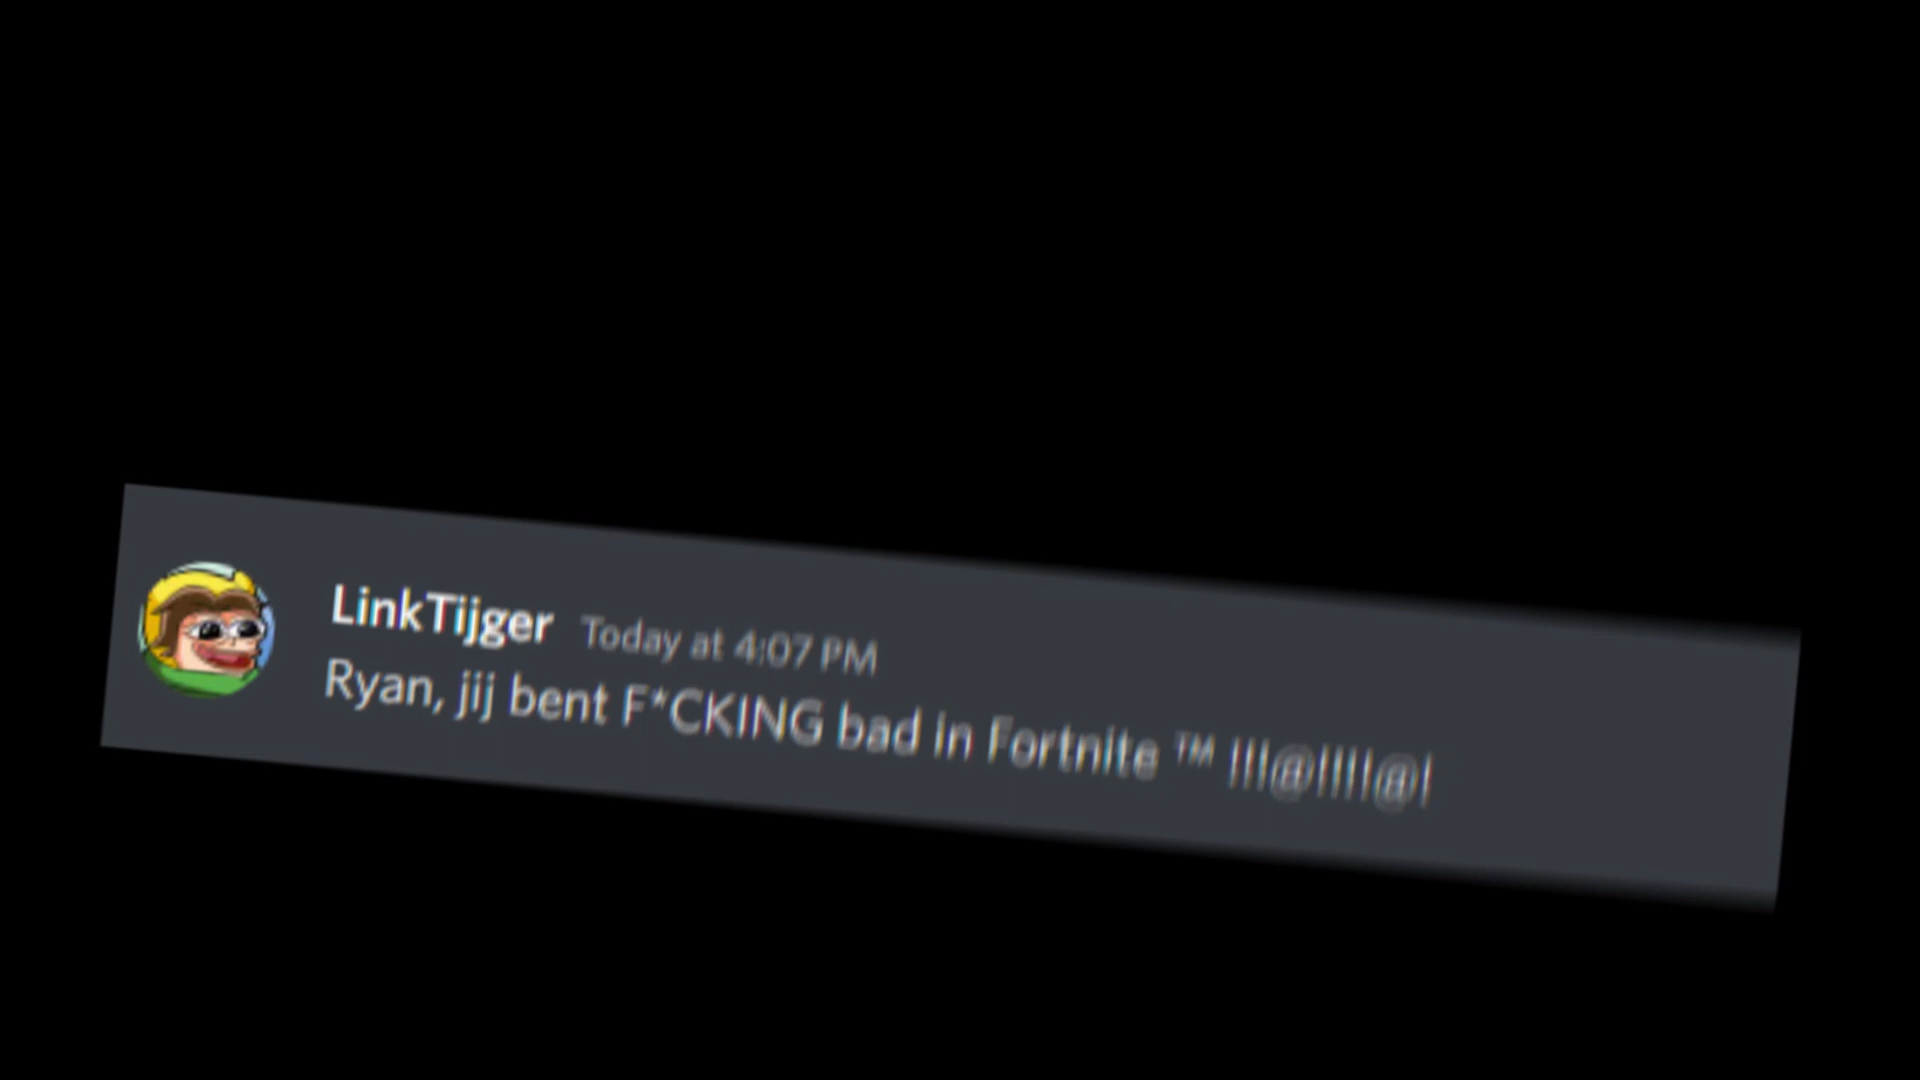 LinkTijger Today at 4:07 PM
Ryan, jij bent F*CKING bad in Fortnite ™ !!!@!!!!@!